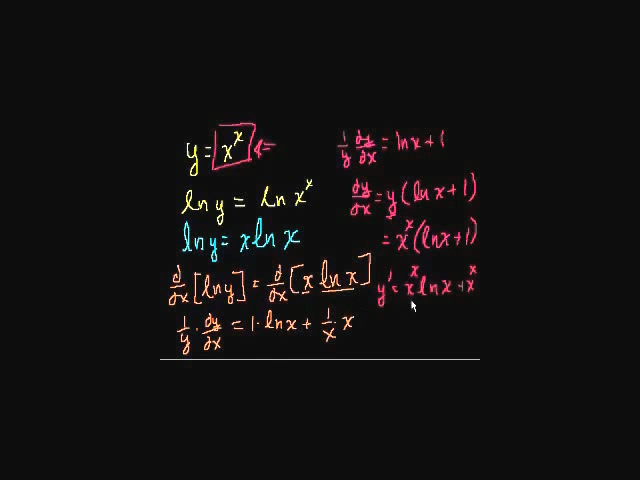 y = x^x
ln y = ln x^x
ln y = x ln x
d/dx [ln y] = d/dx [x ln x]
1/y · dy/dx = 1 · ln x + 1/x · x
1/y dy/dx = ln x + 1
dy/dx = y (ln x + 1)
= x^x (ln x + 1)
y' = x^x ln x + x^x